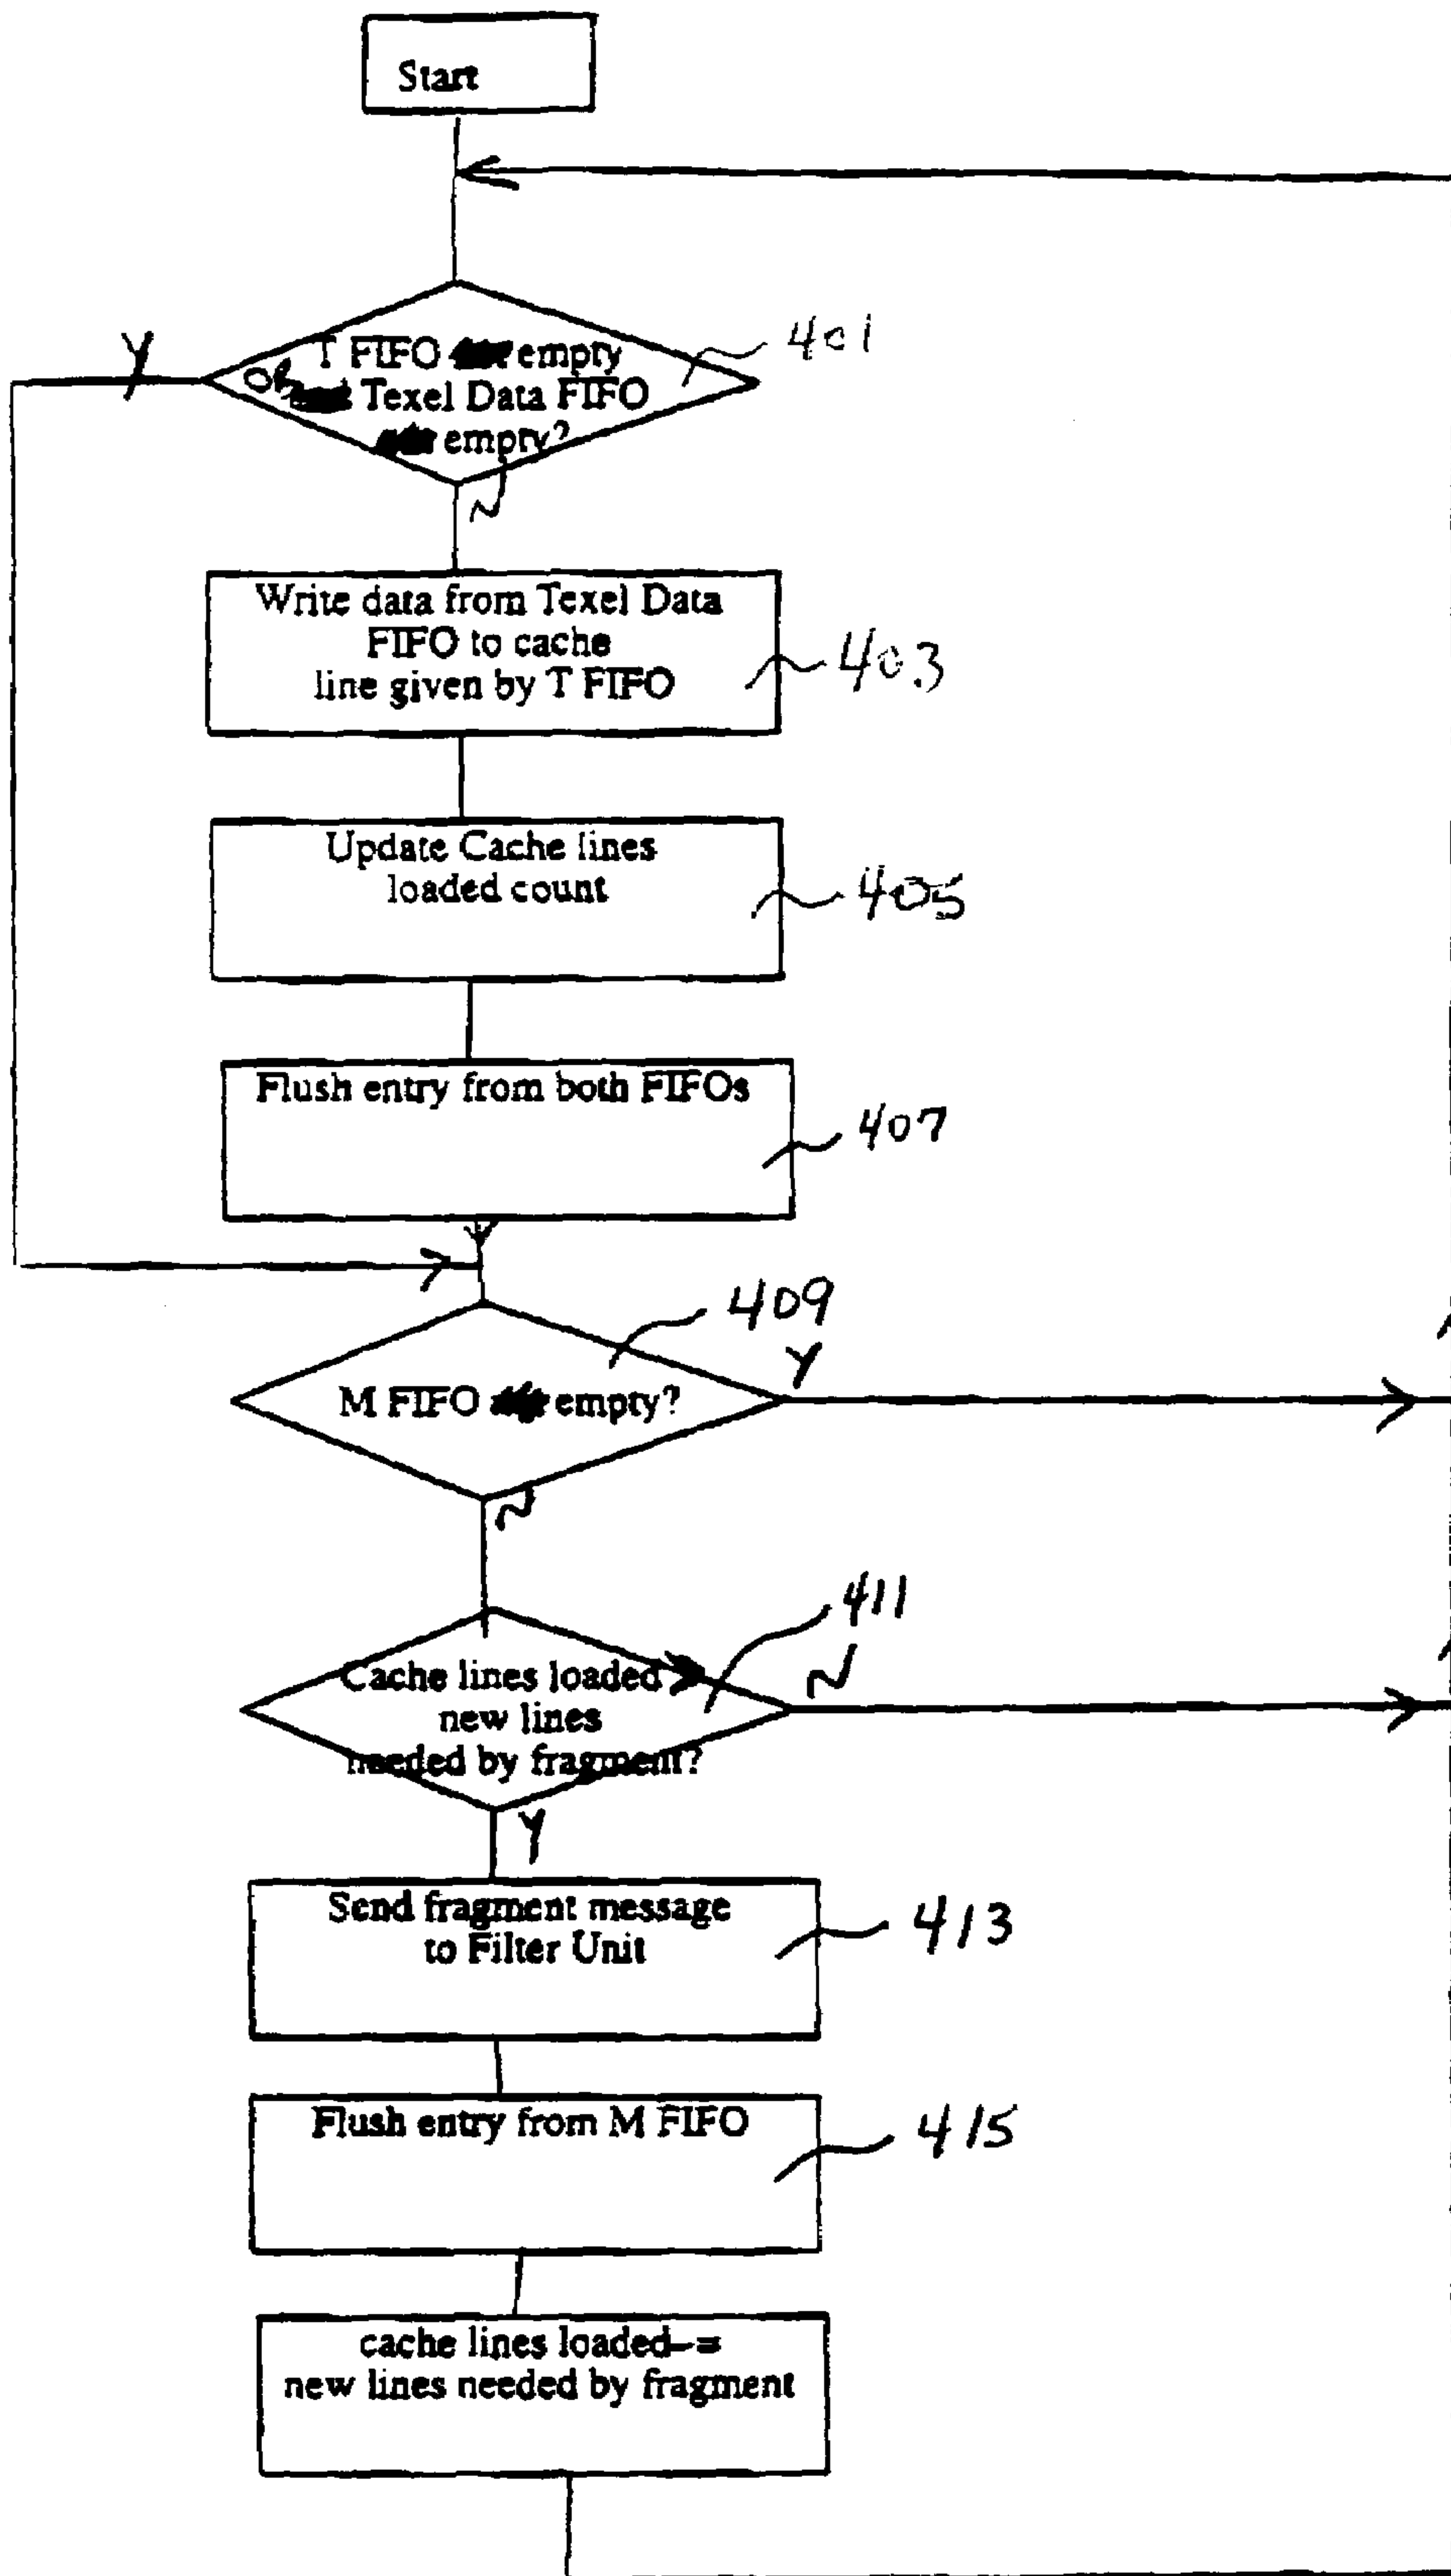 Start
Y
T FIFO empty
401
OR Texel Data FIFO
empty?
N
Write data from Texel Data
FIFO to cache
line given by T FIFO
403
Update Cache lines
loaded count
405
Flush entry from both FIFOs
407
409
Y
M FIFO empty?
N
411
N
Cache lines loaded >
new lines
needed by fragment?
Y
Send fragment message
to Filter Unit
413
Flush entry from M FIFO
415
cache lines loaded-=
new lines needed by fragment